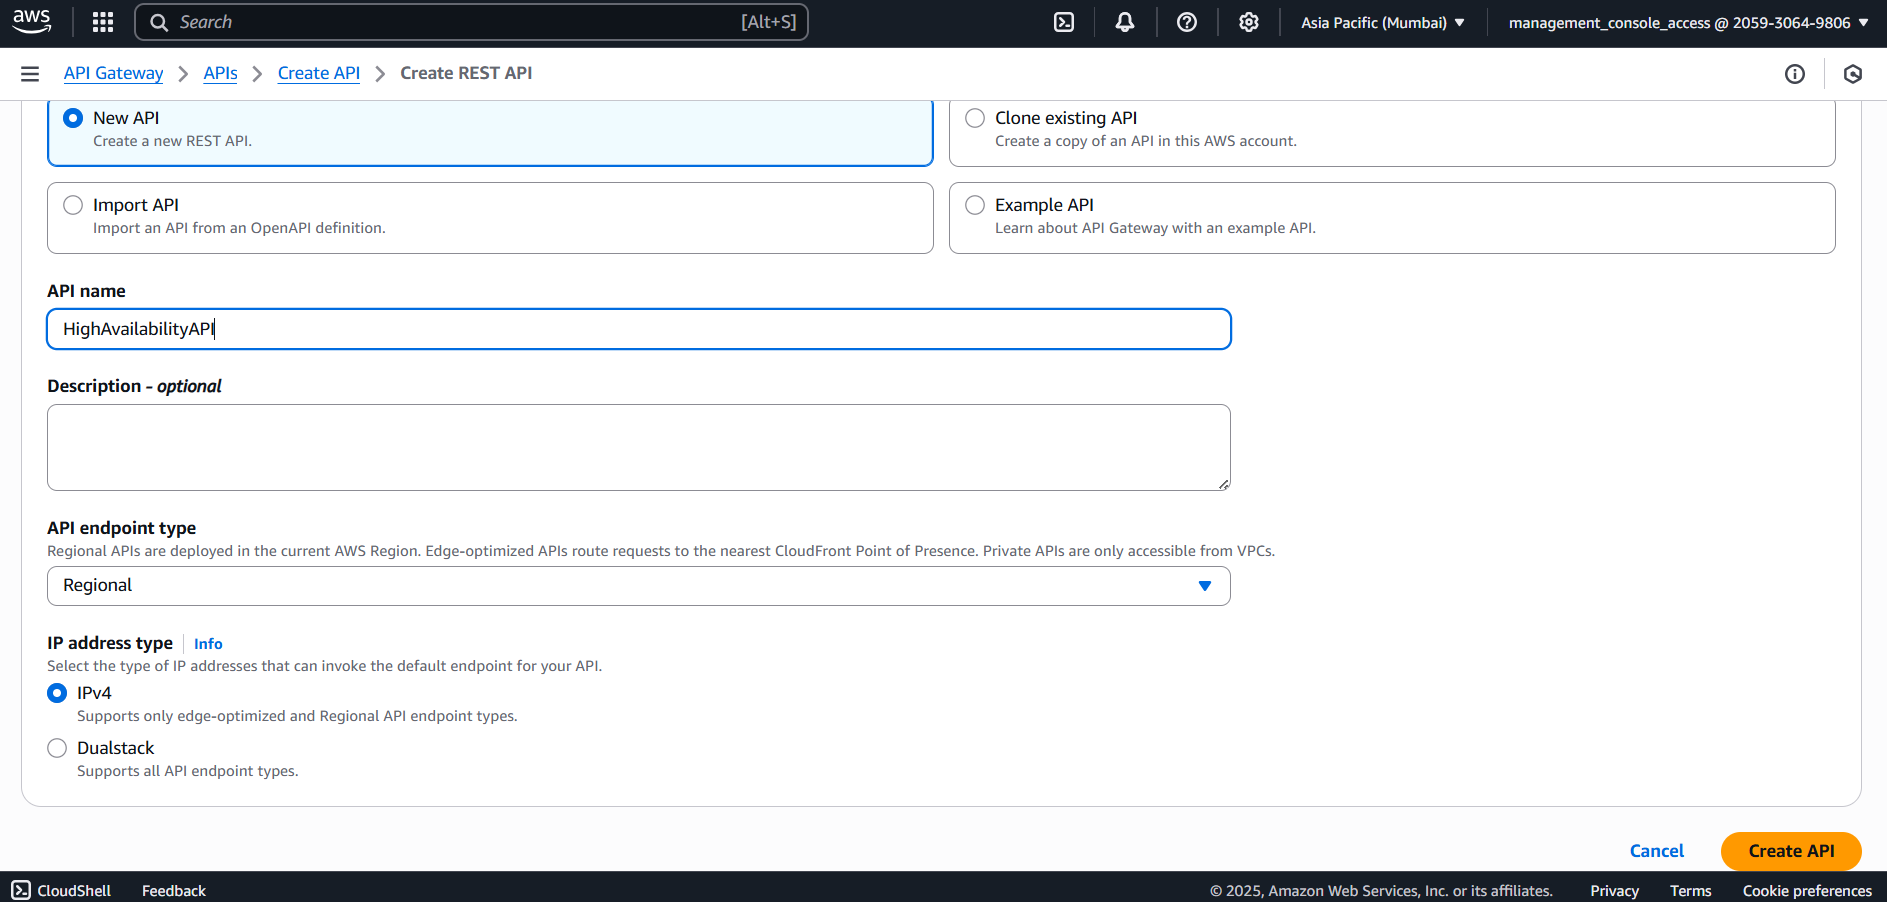 aws
Search [Alt+S]
Asia Pacific (Mumbai)
management_console_access @ 2059-3064-9806
API Gateway
APIs
Create API
Create REST API
New API
Create a new REST API.
Clone existing API
Create a copy of an API in this AWS account.
Import API
Import an API from an OpenAPI definition.
Example API
Learn about API Gateway with an example API.
API name
HighAvailabilityAPI
Description - optional
API endpoint type
Regional APIs are deployed in the current AWS Region. Edge-optimized APIs route requests to the nearest CloudFront Point of Presence. Private APIs are only accessible from VPCs.
Regional
IP address type
Info
Select the type of IP addresses that can invoke the default endpoint for your API.
IPv4
Supports only edge-optimized and Regional API endpoint types.
Dualstack
Supports all API endpoint types.
Cancel
Create API
CloudShell
Feedback
© 2025, Amazon Web Services, Inc. or its affiliates.
Privacy
Terms
Cookie preferences